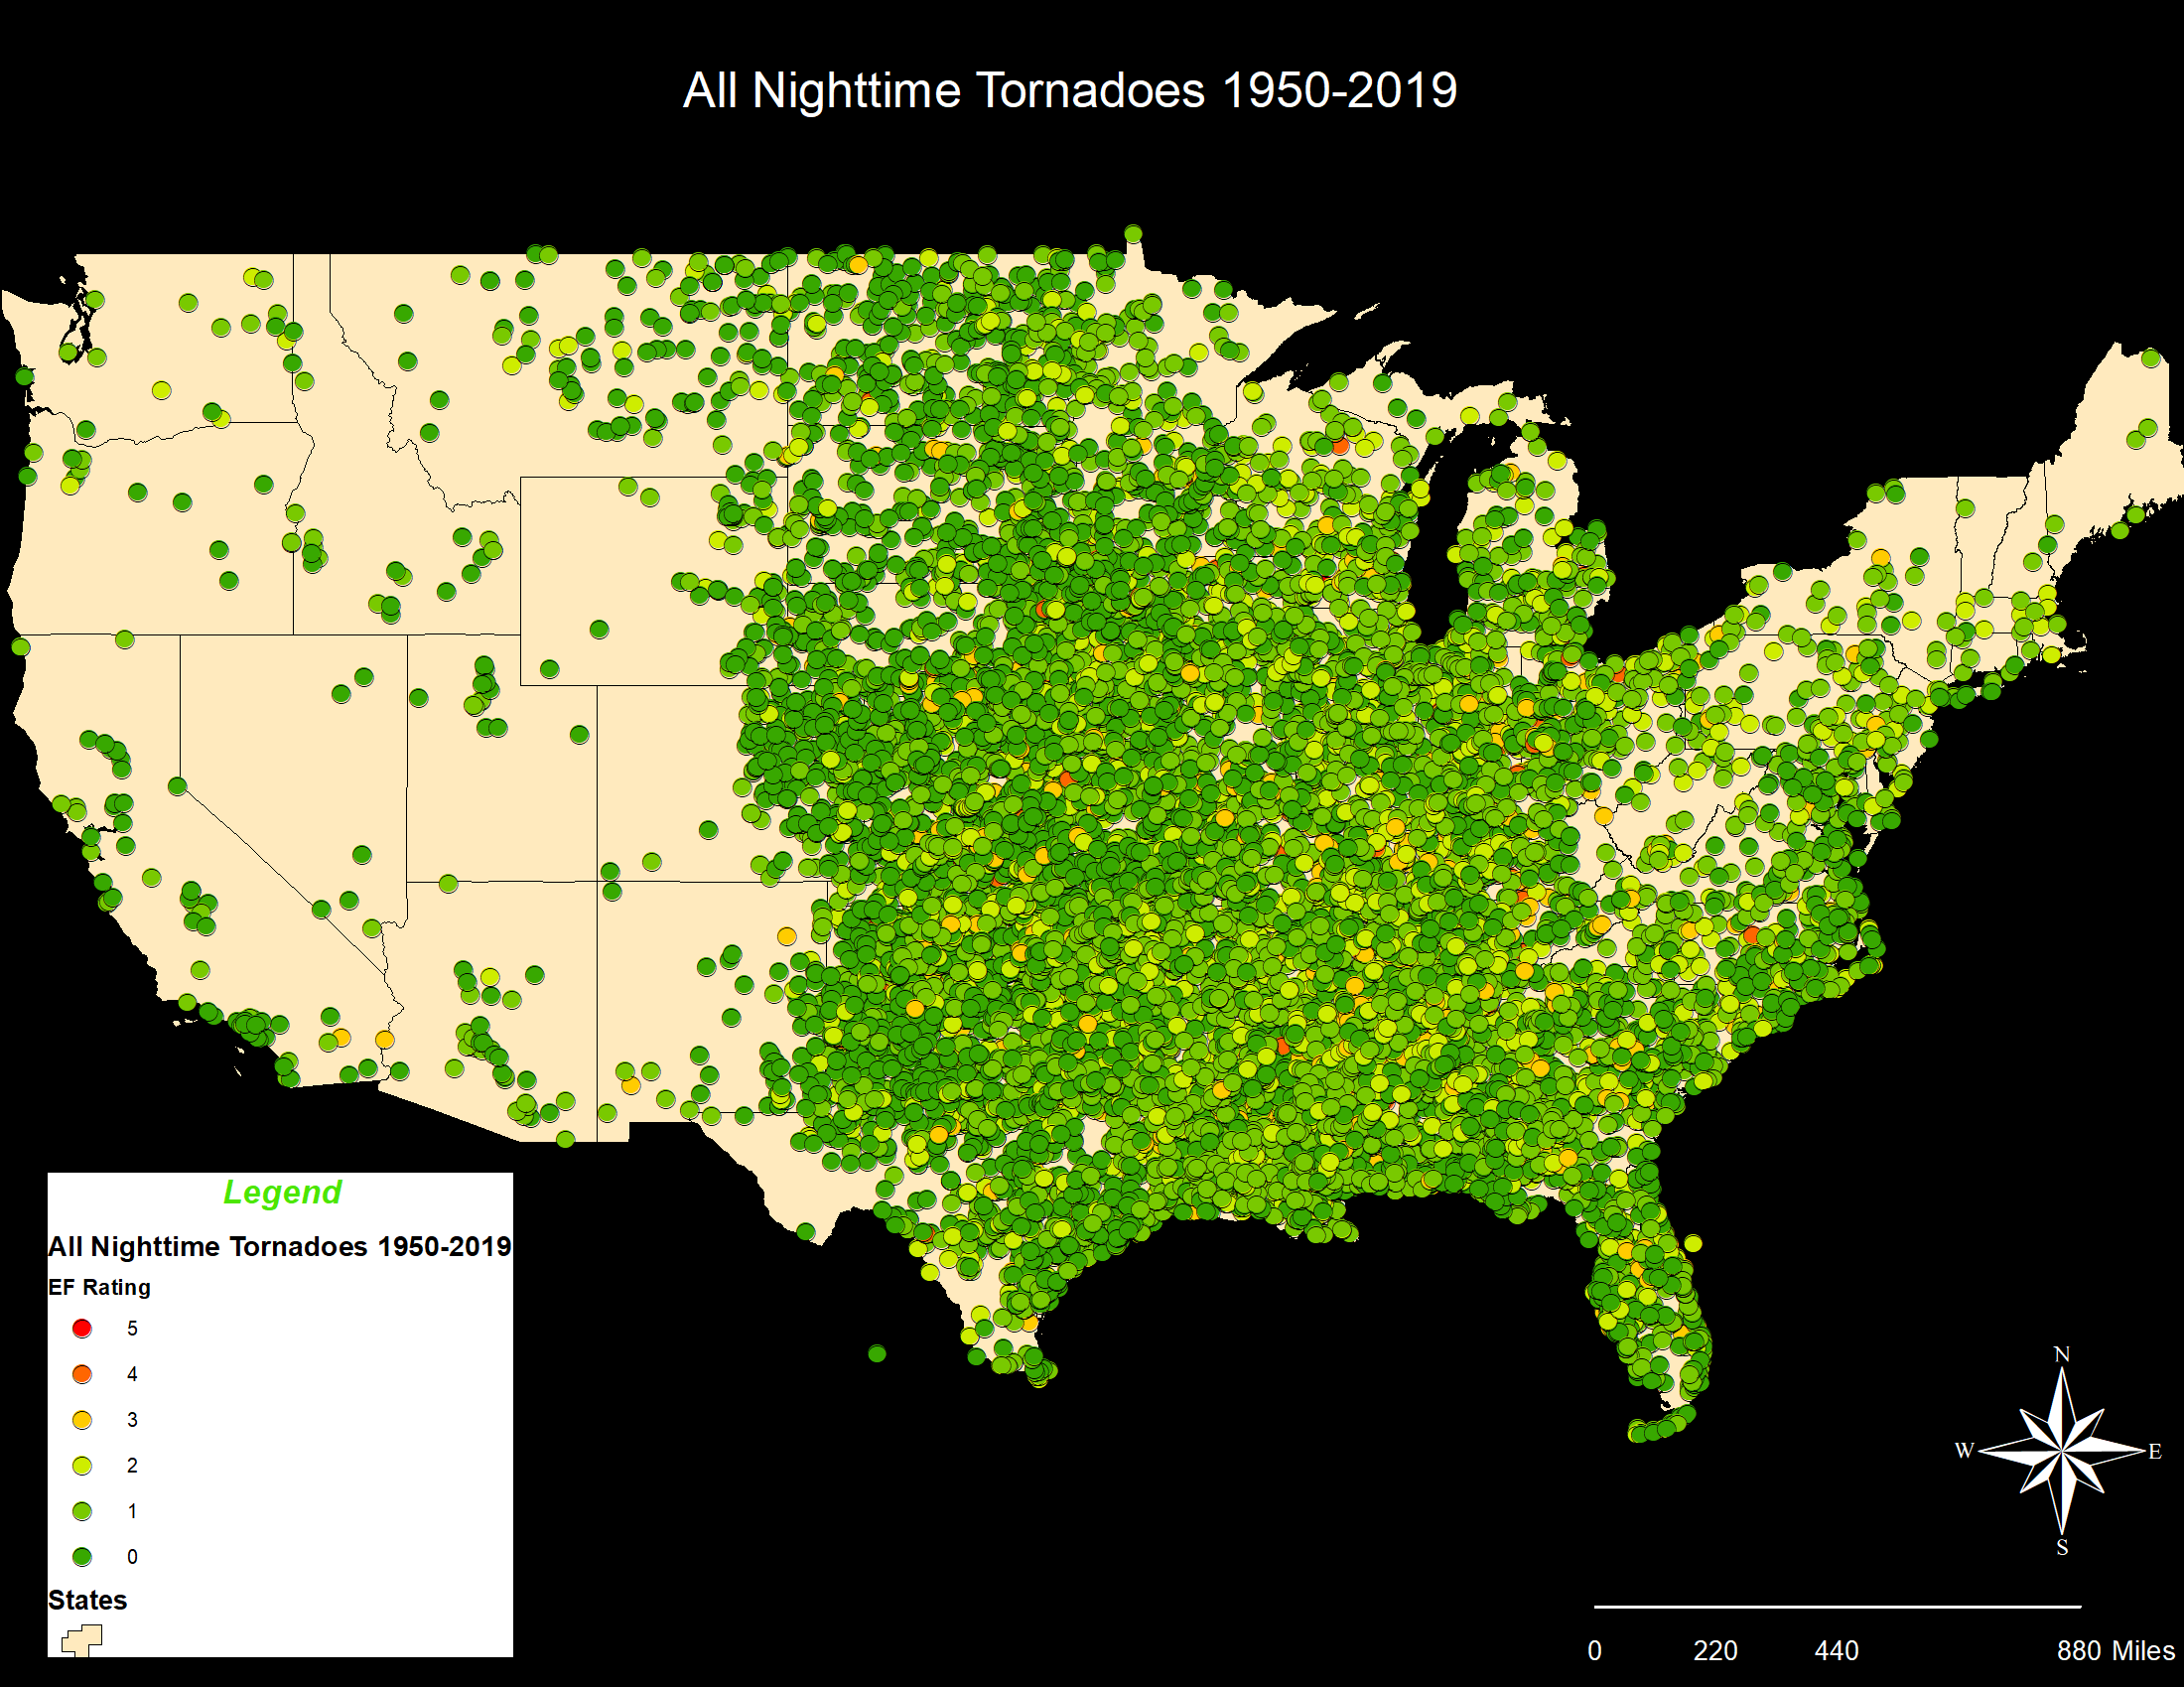 All Nighttime Tornadoes 1950-2019
Legend
All Nighttime Tornadoes 1950-2019
EF Rating
5
4
3
2
1
0
States
N
W E
S
0 220 440 880 Miles